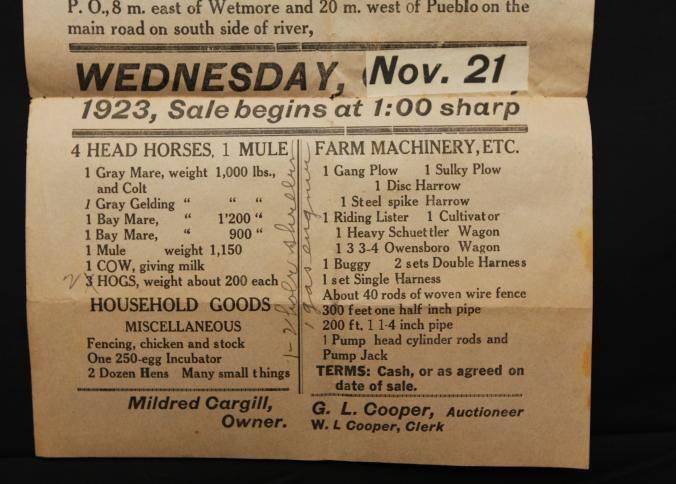 P. O., 8 m. east of Wetmore and 20 m. west of Pueblo on the
main road on south side of river,
WEDNESDAY, Nov. 21
1923, Sale begins at 1:00 sharp
4 HEAD HORSES, 1 MULE
1 Gray Mare, weight 1,000 lbs.,
and Colt
1 Gray Gelding “ “ “
1 Bay Mare, “ 1'200 “
1 Bay Mare, “ 900 “
1 Mule weight 1,150
1 COW, giving milk
2 3 HOGS, weight about 200 each
HOUSEHOLD GOODS
MISCELLANEOUS
Fencing, chicken and stock
One 250-egg Incubator
2 Dozen Hens Many small things
Mildred Cargill,
Owner.
1-2 hole sheller
1 gas engine
FARM MACHINERY, ETC.
1 Gang Plow 1 Sulky Plow
1 Disc Harrow
1 Steel spike Harrow
1 Riding Lister 1 Cultivator
1 Heavy Schuettler Wagon
1 3 3-4 Owensboro Wagon
1 Buggy 2 sets Double Harness
1 set Single Harness
About 40 rods of woven wire fence
300 feet one half inch pipe
200 ft. 1 1-4 inch pipe
1 Pump head cylinder rods and
Pump Jack
TERMS: Cash, or as agreed on
date of sale.
G. L. Cooper, Auctioneer
W. L Cooper, Clerk